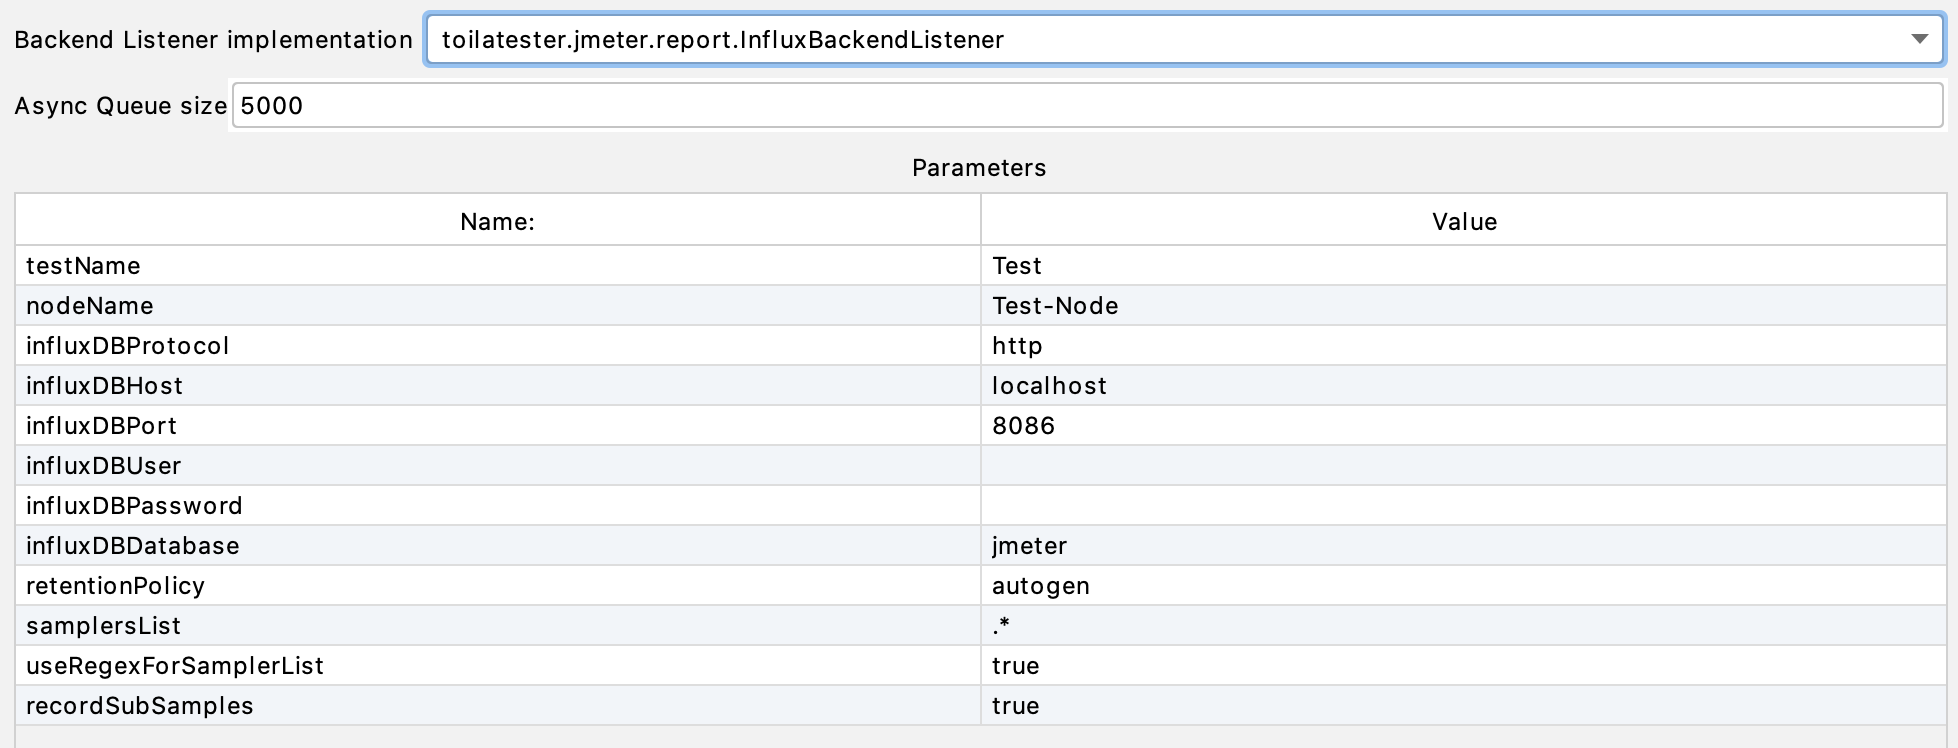 Backend Listener implementation toilatester.jmeter.report.InfluxBackendListener
Async Queue size 5000
Parameters
Name: Value
testName Test
nodeName Test-Node
influxDBProtocol http
influxDBHost localhost
influxDBPort 8086
influxDBUser
influxDBPassword
influxDBDatabase jmeter
retentionPolicy autogen
samplersList .*
useRegexForSamplerList true
recordSubSamples true